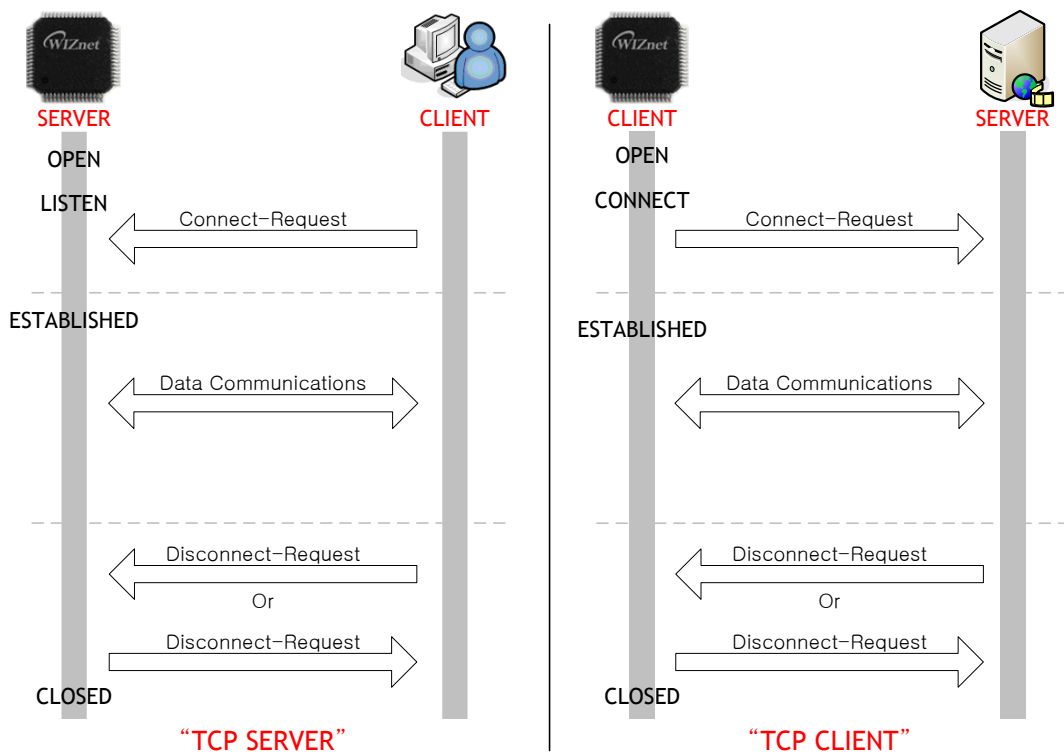 WIZnet
SERVER
CLIENT
OPEN
LISTEN
Connect-Request
ESTABLISHED
Data Communications
Disconnect-Request
Or
Disconnect-Request
CLOSED
“TCP SERVER”
WIZnet
CLIENT
SERVER
OPEN
CONNECT
Connect-Request
ESTABLISHED
Data Communications
Disconnect-Request
Or
Disconnect-Request
CLOSED
“TCP CLIENT”